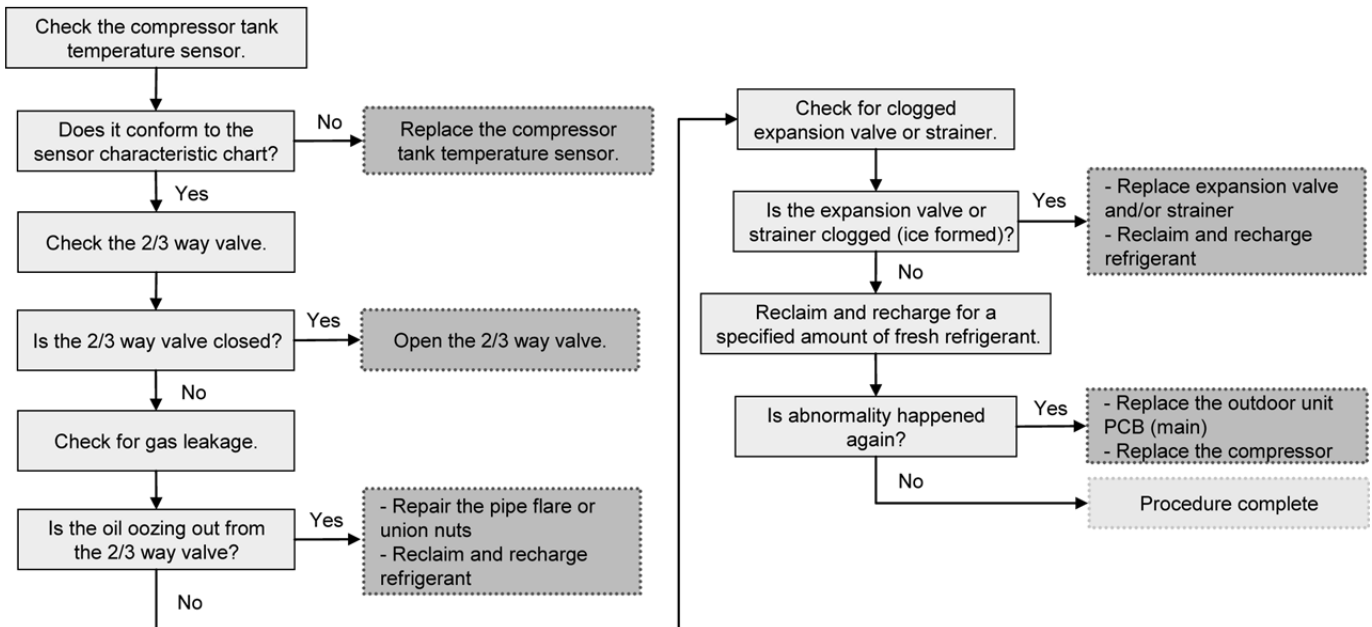 Check the compressor tank
temperature sensor.
Does it conform to the
sensor characteristic chart?
No
Replace the compressor
tank temperature sensor.
Yes
Check the 2/3 way valve.
Is the 2/3 way valve closed?
Yes
Open the 2/3 way valve.
No
Check for gas leakage.
Is the oil oozing out from
the 2/3 way valve?
Yes
- Repair the pipe flare or
union nuts
- Reclaim and recharge
refrigerant
No
Check for clogged
expansion valve or strainer.
Is the expansion valve or
strainer clogged (ice formed)?
Yes
- Replace expansion valve
and/or strainer
- Reclaim and recharge
refrigerant
No
Reclaim and recharge for a
specified amount of fresh refrigerant.
Is abnormality happened
again?
Yes
- Replace the outdoor unit
PCB (main)
- Replace the compressor
No
Procedure complete